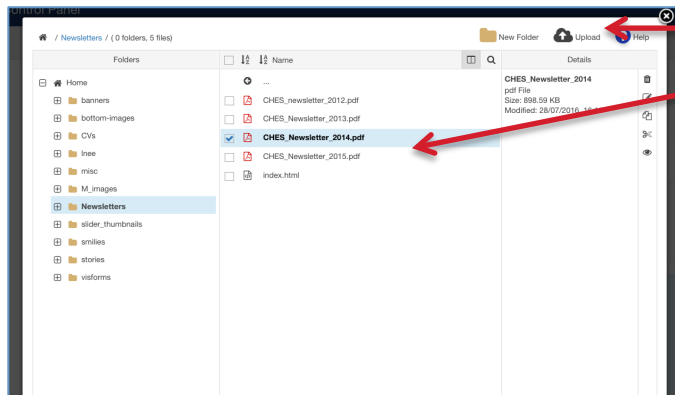 Control Panel
/ Newsletters / ( 0 folders, 5 files)
New Folder
Upload
Help
Folders
Name
Details
Home
banners
bottom-images
CVs
Inee
misc
M_images
Newsletters
slider_thumbnails
smilies
stories
visforms
...
CHES_newsletter_2012.pdf
CHES_Newsletter_2013.pdf
CHES_Newsletter_2014.pdf
CHES_Newsletter_2015.pdf
index.html
CHES_Newsletter_2014
pdf File
Size: 898.59 KB
Modified: 28/07/2016,